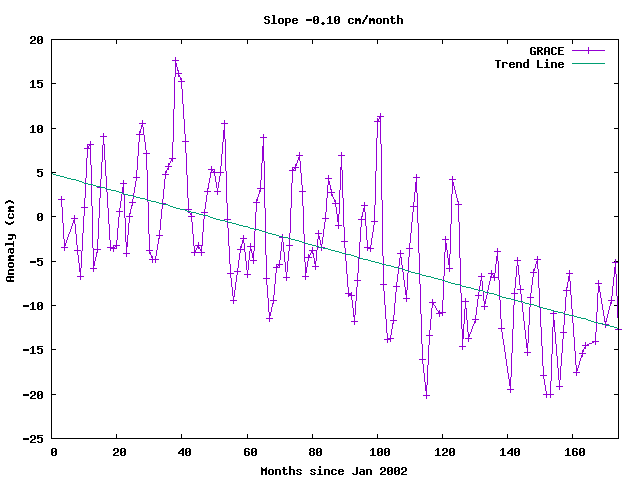 Slope -0.10 cm/month
20
15
10
5
0
-5
-10
-15
-20
-25
Anomaly (cm)
GRACE
Trend Line
0 20 40 60 80 100 120 140 160
Months since Jan 2002